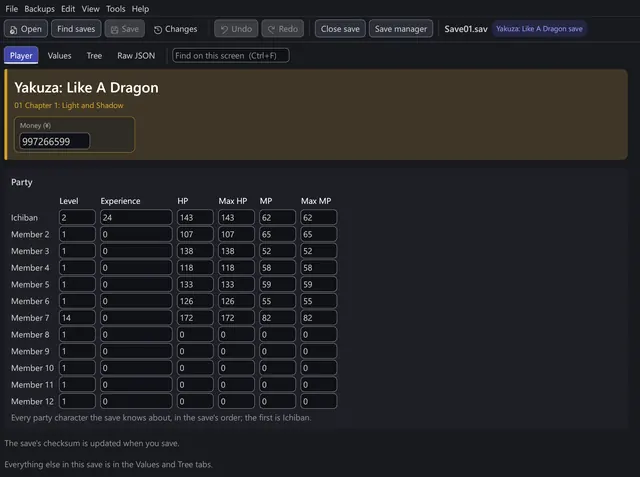 File Backups Edit View Tools Help
Open Find saves Save Changes Undo Redo Close save Save manager Save01.sav Yakuza: Like A Dragon save
Player Values Tree Raw JSON Find on this screen (Ctrl+F)
Yakuza: Like A Dragon
01 Chapter 1: Light and Shadow
Money (¥)
997266599
Party
Level Experience HP Max HP MP Max MP
Ichiban 2 24 143 143 62 62
Member 2 1 0 107 107 65 65
Member 3 1 0 138 138 52 52
Member 4 1 0 118 118 58 58
Member 5 1 0 133 133 59 59
Member 6 1 0 126 126 55 55
Member 7 14 0 172 172 82 82
Member 8 1 0 0 0 0 0
Member 9 1 0 0 0 0 0
Member 10 1 0 0 0 0 0
Member 11 1 0 0 0 0 0
Member 12 1 0 0 0 0 0
Every party character the save knows about, in the save's order; the first is Ichiban.
The save's checksum is updated when you save.
Everything else in this save is in the Values and Tree tabs.